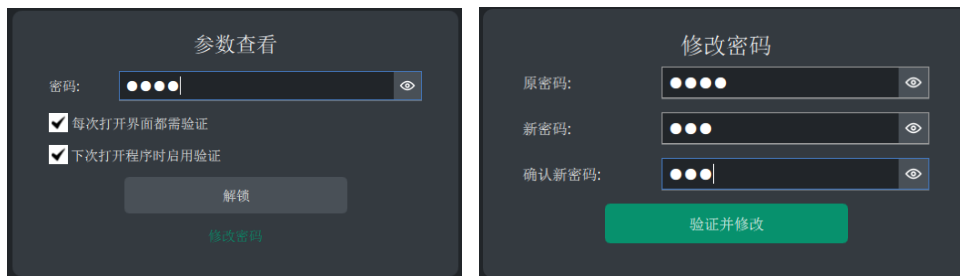 参数查看
密码:
每次打开界面都需验证
下次打开程序时启用验证
解锁
修改密码
修改密码
原密码:
新密码:
确认新密码:
验证并修改